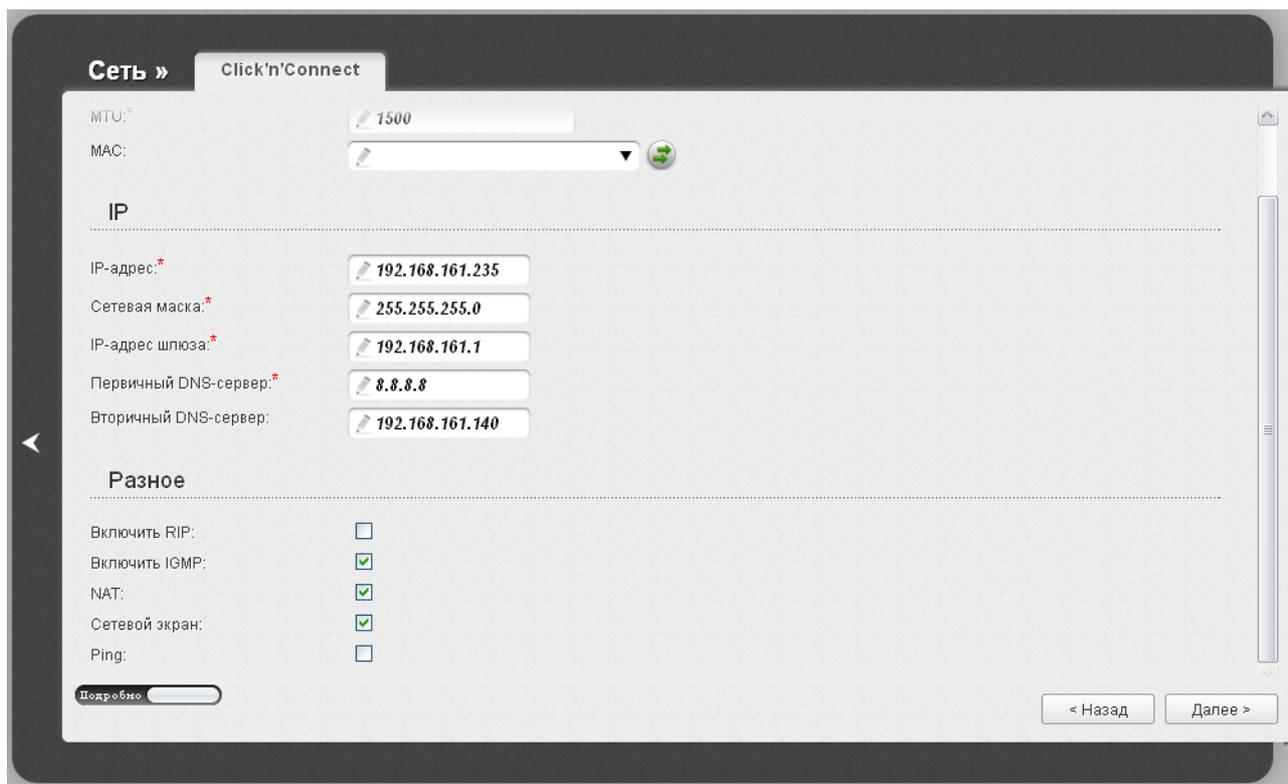 Сеть »
Click'n'Connect
MTU:* 1500
MAC:
IP
IP-адрес:* 192.168.161.235
Сетевая маска:* 255.255.255.0
IP-адрес шлюза:* 192.168.161.1
Первичный DNS-сервер:* 8.8.8.8
Вторичный DNS-сервер: 192.168.161.140
Разное
Включить RIP:
Включить IGMP:
NAT:
Сетевой экран:
Ping:
Подробно
< Назад
Далее >